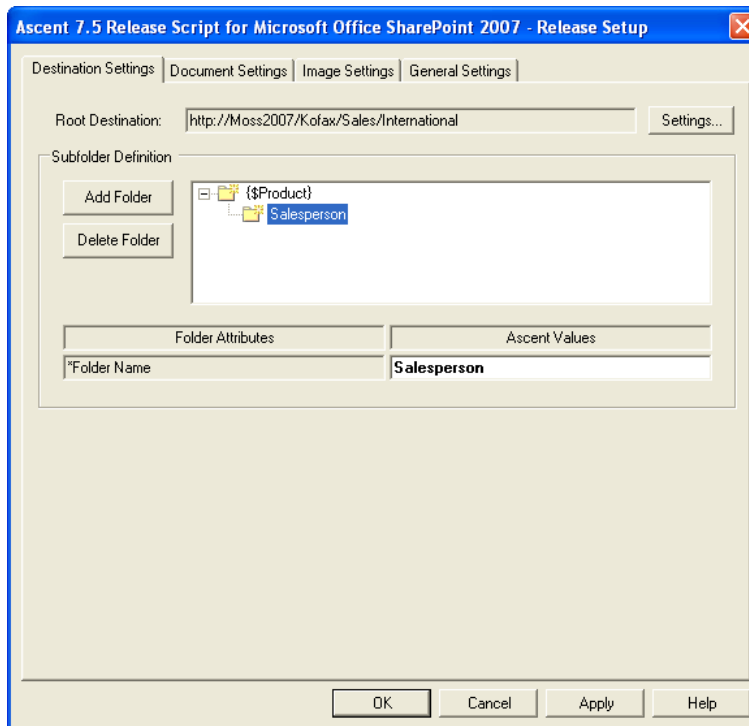 Ascent 7.5 Release Script for Microsoft Office SharePoint 2007 - Release Setup
Destination Settings Document Settings Image Settings General Settings
Root Destination: http://Moss2007/Kofax/Sales/International Settings...
Subfolder Definition
Add Folder
Delete Folder
{$Product}
Salesperson
Folder Attributes Ascent Values
*Folder Name Salesperson
OK Cancel Apply Help